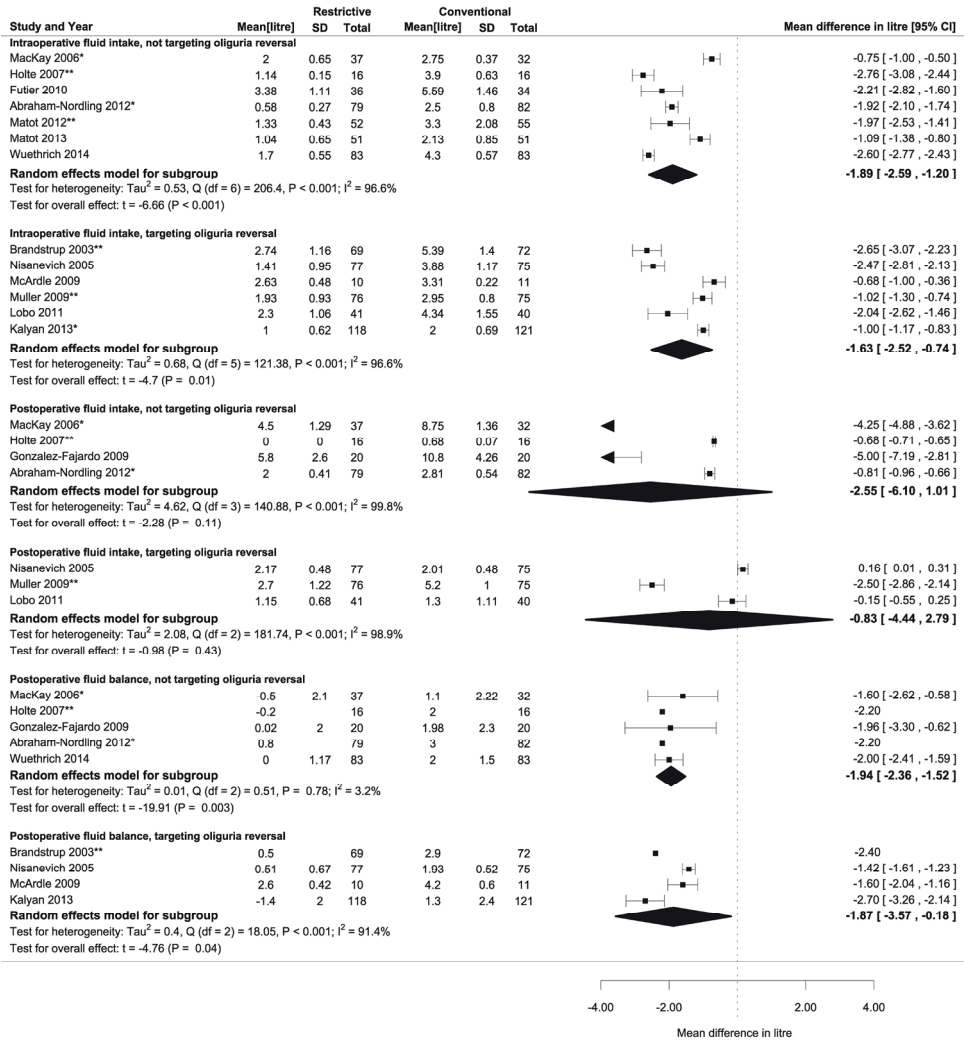 Restrictive Conventional
Study and Year Mean[litre] SD Total Mean[litre] SD Total Mean difference in litre [95% CI]
Intraoperative fluid intake, not targeting oliguria reversal
MacKay 2006* 2 0.65 37 2.75 0.37 32 -0.75 [ -1.00 , -0.50 ]
Holte 2007** 1.14 0.15 16 3.9 0.63 16 -2.76 [ -3.08 , -2.44 ]
Futier 2010 3.38 1.11 36 5.59 1.46 34 -2.21 [ -2.82 , -1.60 ]
Abraham-Nordling 2012* 0.58 0.27 79 2.5 0.8 82 -1.92 [ -2.10 , -1.74 ]
Matot 2012** 1.33 0.43 52 3.3 2.08 55 -1.97 [ -2.53 , -1.41 ]
Matot 2013 1.04 0.65 51 2.13 0.85 51 -1.09 [ -1.38 , -0.80 ]
Wuethrich 2014 1.7 0.55 83 4.3 0.57 83 -2.60 [ -2.77 , -2.43 ]
Random effects model for subgroup -1.89 [ -2.59 , -1.20 ]
Test for heterogeneity: Tau² = 0.53, Q (df = 6) = 206.4, P < 0.001; I² = 96.6%
Test for overall effect: t = -6.66 (P < 0.001)
Intraoperative fluid intake, targeting oliguria reversal
Brandstrup 2003** 2.74 1.16 69 5.39 1.4 72 -2.65 [ -3.07 , -2.23 ]
Nisanevich 2005 1.41 0.95 77 3.88 1.17 75 -2.47 [ -2.81 , -2.13 ]
McArdle 2009 2.63 0.48 10 3.31 0.22 11 -0.68 [ -1.00 , -0.36 ]
Muller 2009** 1.93 0.93 76 2.95 0.8 75 -1.02 [ -1.30 , -0.74 ]
Lobo 2011 2.3 1.06 41 4.34 1.55 40 -2.04 [ -2.62 , -1.46 ]
Kalyan 2013* 1 0.62 118 2 0.69 121 -1.00 [ -1.17 , -0.83 ]
Random effects model for subgroup -1.63 [ -2.52 , -0.74 ]
Test for heterogeneity: Tau² = 0.68, Q (df = 5) = 121.38, P < 0.001; I² = 96.6%
Test for overall effect: t = -4.7 (P = 0.01)
Postoperative fluid intake, not targeting oliguria reversal
MacKay 2006* 4.5 1.29 37 8.75 1.36 32 -4.25 [ -4.88 , -3.62 ]
Holte 2007** 0 0 16 0.68 0.07 16 -0.68 [ -0.71 , -0.65 ]
Gonzalez-Fajardo 2009 5.8 2.6 20 10.8 4.26 20 -5.00 [ -7.19 , -2.81 ]
Abraham-Nordling 2012* 2 0.41 79 2.81 0.54 82 -0.81 [ -0.96 , -0.66 ]
Random effects model for subgroup -2.55 [ -6.10 , 1.01 ]
Test for heterogeneity: Tau² = 4.62, Q (df = 3) = 140.88, P < 0.001; I² = 99.8%
Test for overall effect: t = -2.28 (P = 0.11)
Postoperative fluid intake, targeting oliguria reversal
Nisanevich 2005 2.17 0.48 77 2.01 0.48 75 0.16 [ 0.01 , 0.31 ]
Muller 2009** 2.7 1.22 76 5.2 1 75 -2.50 [ -2.86 , -2.14 ]
Lobo 2011 1.15 0.68 41 1.3 1.11 40 -0.15 [ -0.55 , 0.25 ]
Random effects model for subgroup -0.83 [ -4.44 , 2.79 ]
Test for heterogeneity: Tau² = 2.08, Q (df = 2) = 181.74, P < 0.001; I² = 98.9%
Test for overall effect: t = -0.98 (P = 0.43)
Postoperative fluid balance, not targeting oliguria reversal
MacKay 2006* -0.5 2.1 37 1.1 2.22 32 -1.60 [ -2.62 , -0.58 ]
Holte 2007** -0.2 16 2 16 -2.20
Gonzalez-Fajardo 2009 0.02 2 20 1.98 2.3 20 -1.96 [ -3.30 , -0.62 ]
Abraham-Nordling 2012* 0.8 79 3 82 -2.20
Wuethrich 2014 0 1.17 83 2 1.5 83 -2.00 [ -2.41 , -1.59 ]
Random effects model for subgroup -1.94 [ -2.36 , -1.52 ]
Test for heterogeneity: Tau² = 0.01, Q (df = 2) = 0.51, P = 0.78; I² = 3.2%
Test for overall effect: t = -19.91 (P = 0.003)
Postoperative fluid balance, targeting oliguria reversal
Brandstrup 2003** 0.5 69 2.9 72 -2.40
Nisanevich 2005 0.51 0.67 77 1.93 0.52 75 -1.42 [ -1.61 , -1.23 ]
McArdle 2009 2.6 0.42 10 4.2 0.6 11 -1.60 [ -2.04 , -1.16 ]
Kalyan 2013 -1.4 2 118 1.3 2.4 121 -2.70 [ -3.26 , -2.14 ]
Random effects model for subgroup -1.87 [ -3.57 , -0.18 ]
Test for heterogeneity: Tau² = 0.4, Q (df = 2) = 18.05, P < 0.001; I² = 91.4%
Test for overall effect: t = -4.76 (P = 0.04)
-4.00 -2.00 2.00 4.00
Mean difference in litre